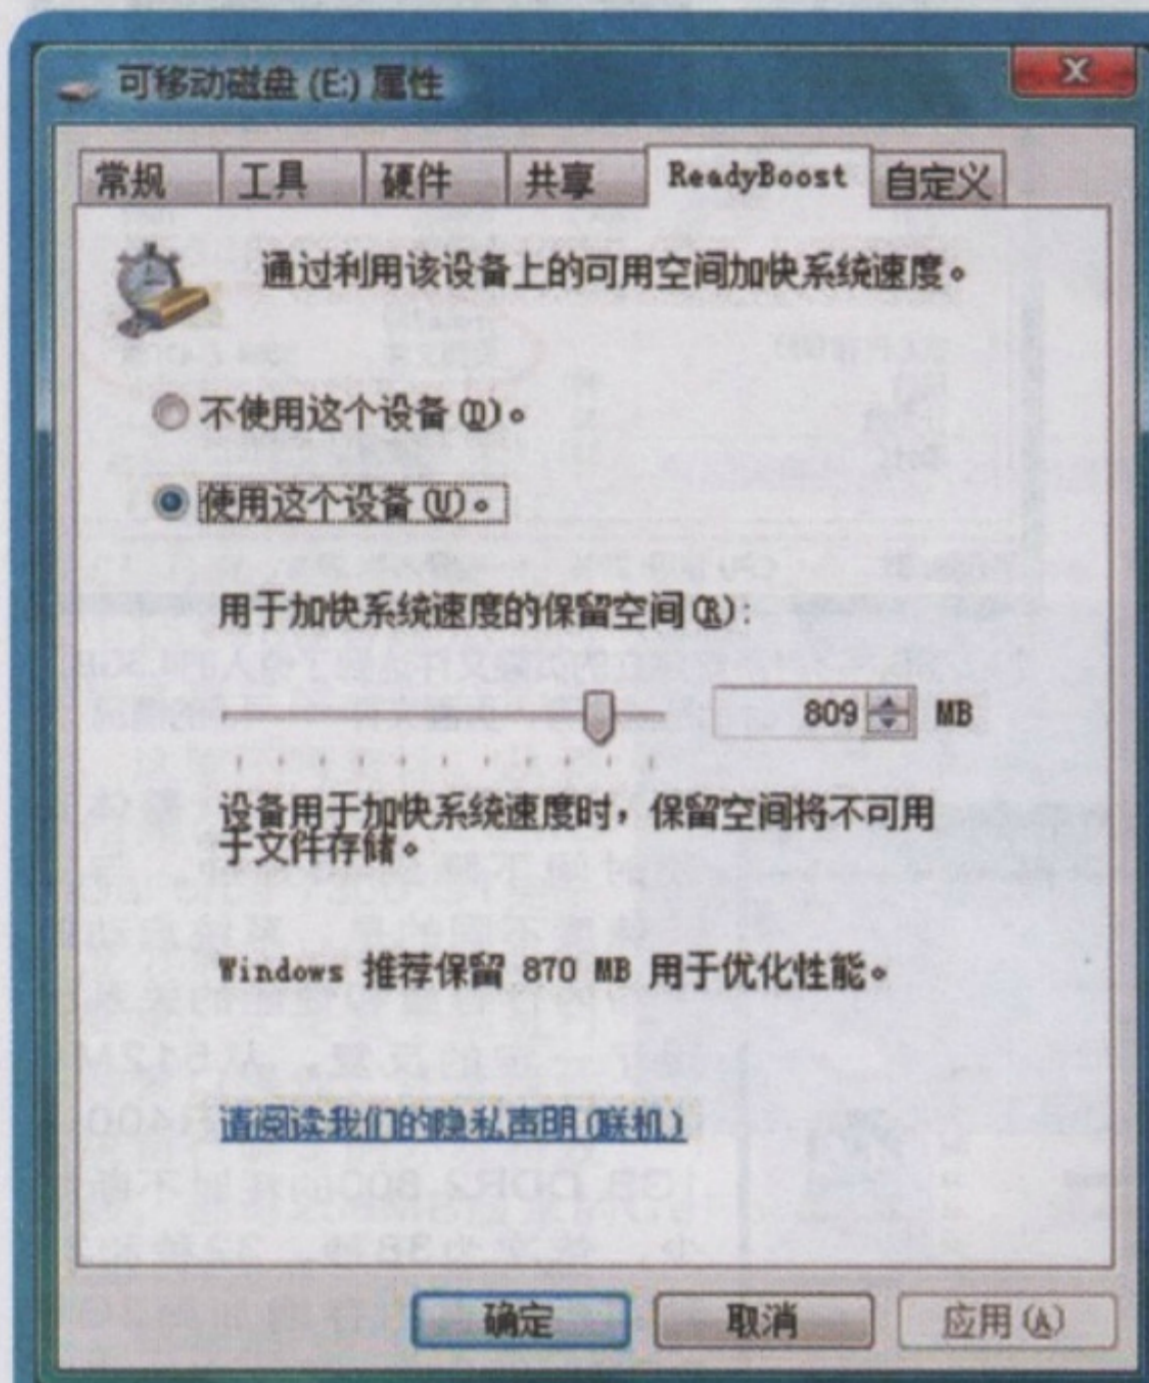 可移动磁盘 (E:) 属性
常规 工具 硬件 共享 ReadyBoost 自定义
通过利用该设备上的可用空间加快系统速度。
不使用这个设备(D)。
使用这个设备(U)。
用于加快系统速度的保留空间(R):
809 MB
设备用于加快系统速度时，保留空间将不可用
于文件存储。
Windows 推荐保留 870 MB 用于优化性能。
请阅读我们的隐私声明(联机)
确定 取消 应用(A)